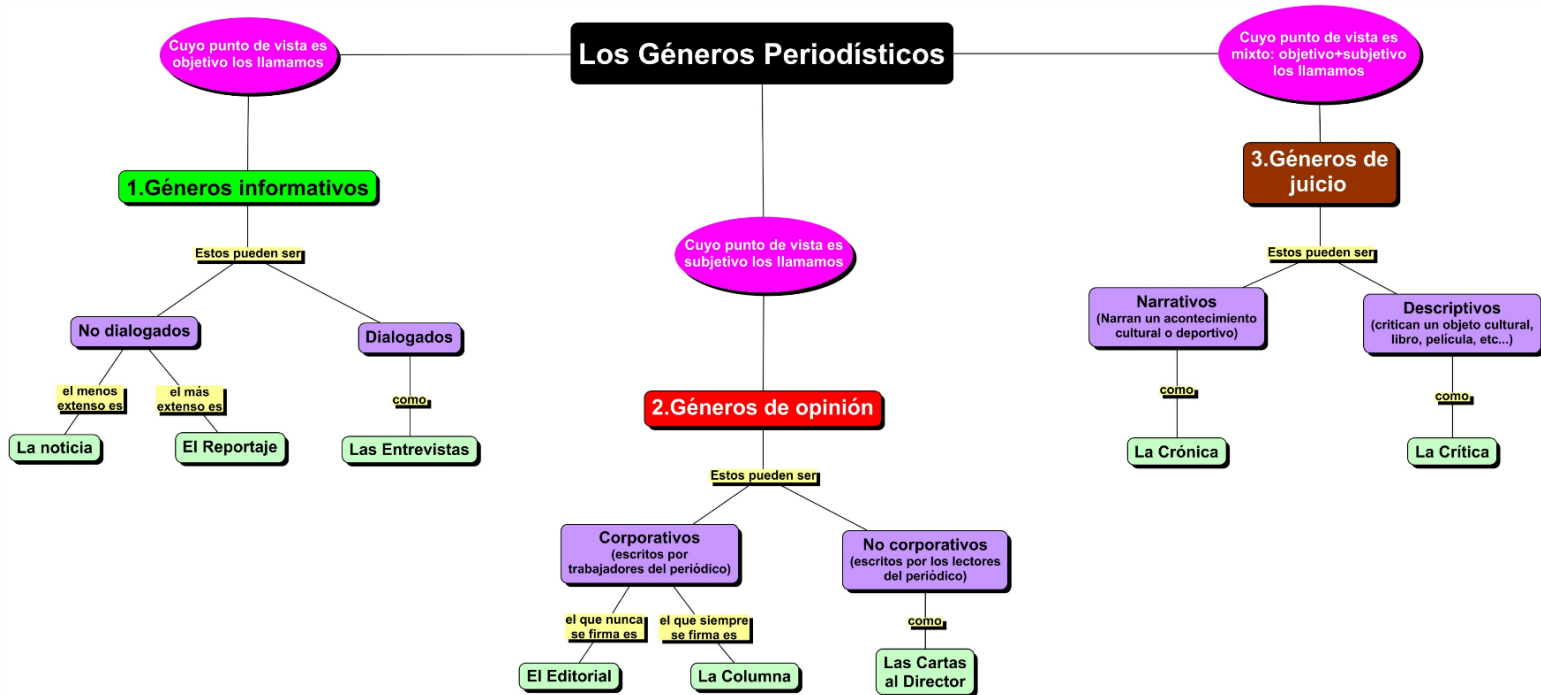 Los Géneros Periodísticos
Cuyo punto de vista es
objetivo los llamamos
1.Géneros informativos
Estos pueden ser
No dialogados
Dialogados
el menos
extenso es
el más
extenso es
como
La noticia
El Reportaje
Las Entrevistas
Cuyo punto de vista es
subjetivo los llamamos
2.Géneros de opinión
Estos pueden ser
Corporativos
(escritos por
trabajadores del periódico)
No corporativos
(escritos por los lectores
del periódico)
el que nunca
se firma es
el que siempre
se firma es
como
El Editorial
La Columna
Las Cartas
al Director
Cuyo punto de vista es
mixto: objetivo+subjetivo
los llamamos
3.Géneros de
juicio
Estos pueden ser
Narrativos
(Narran un acontecimiento
cultural o deportivo)
Descriptivos
(critican un objeto cultural,
libro, película, etc...)
como
como
La Crónica
La Crítica